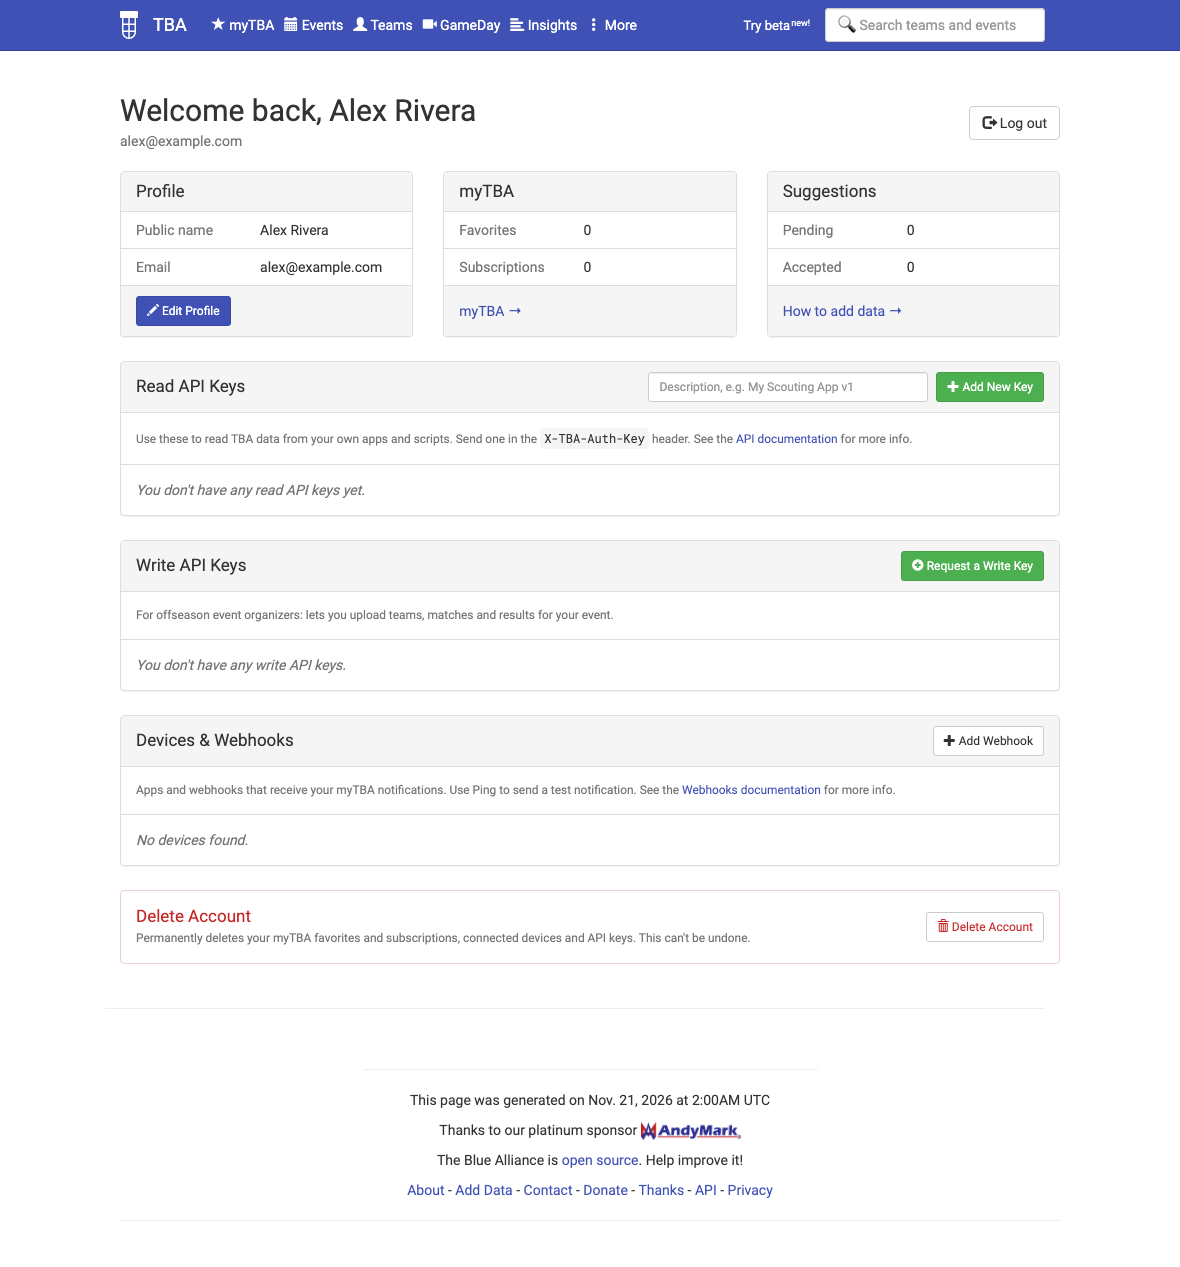 TBA myTBA Events Teams GameDay Insights More Try beta new! Search teams and events
Welcome back, Alex Rivera
alex@example.com
Log out
Profile
Public name Alex Rivera
Email alex@example.com
Edit Profile
myTBA
Favorites 0
Subscriptions 0
myTBA →
Suggestions
Pending 0
Accepted 0
How to add data →
Read API Keys
Description, e.g. My Scouting App v1
Add New Key
Use these to read TBA data from your own apps and scripts. Send one in the X-TBA-Auth-Key header. See the API documentation for more info.
You don't have any read API keys yet.
Write API Keys
Request a Write Key
For offseason event organizers: lets you upload teams, matches and results for your event.
You don't have any write API keys.
Devices & Webhooks
Add Webhook
Apps and webhooks that receive your myTBA notifications. Use Ping to send a test notification. See the Webhooks documentation for more info.
No devices found.
Delete Account
Permanently deletes your myTBA favorites and subscriptions, connected devices and API keys. This can't be undone.
Delete Account
This page was generated on Nov. 21, 2026 at 2:00AM UTC
Thanks to our platinum sponsor AndyMark
The Blue Alliance is open source. Help improve it!
About - Add Data - Contact - Donate - Thanks - API - Privacy